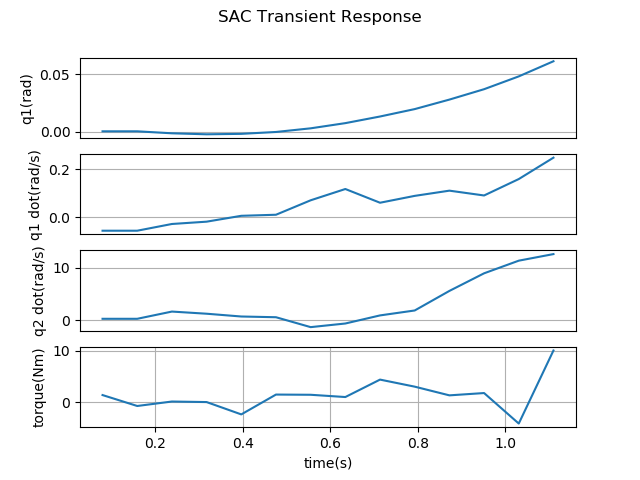 SAC Transient Response
q1(rad)
0.05
0.00
q1 dot(rad/s)
0.2
0.0
q2 dot(rad/s)
10
0
torque(Nm)
10
0
0.2 0.4 0.6 0.8 1.0
time(s)